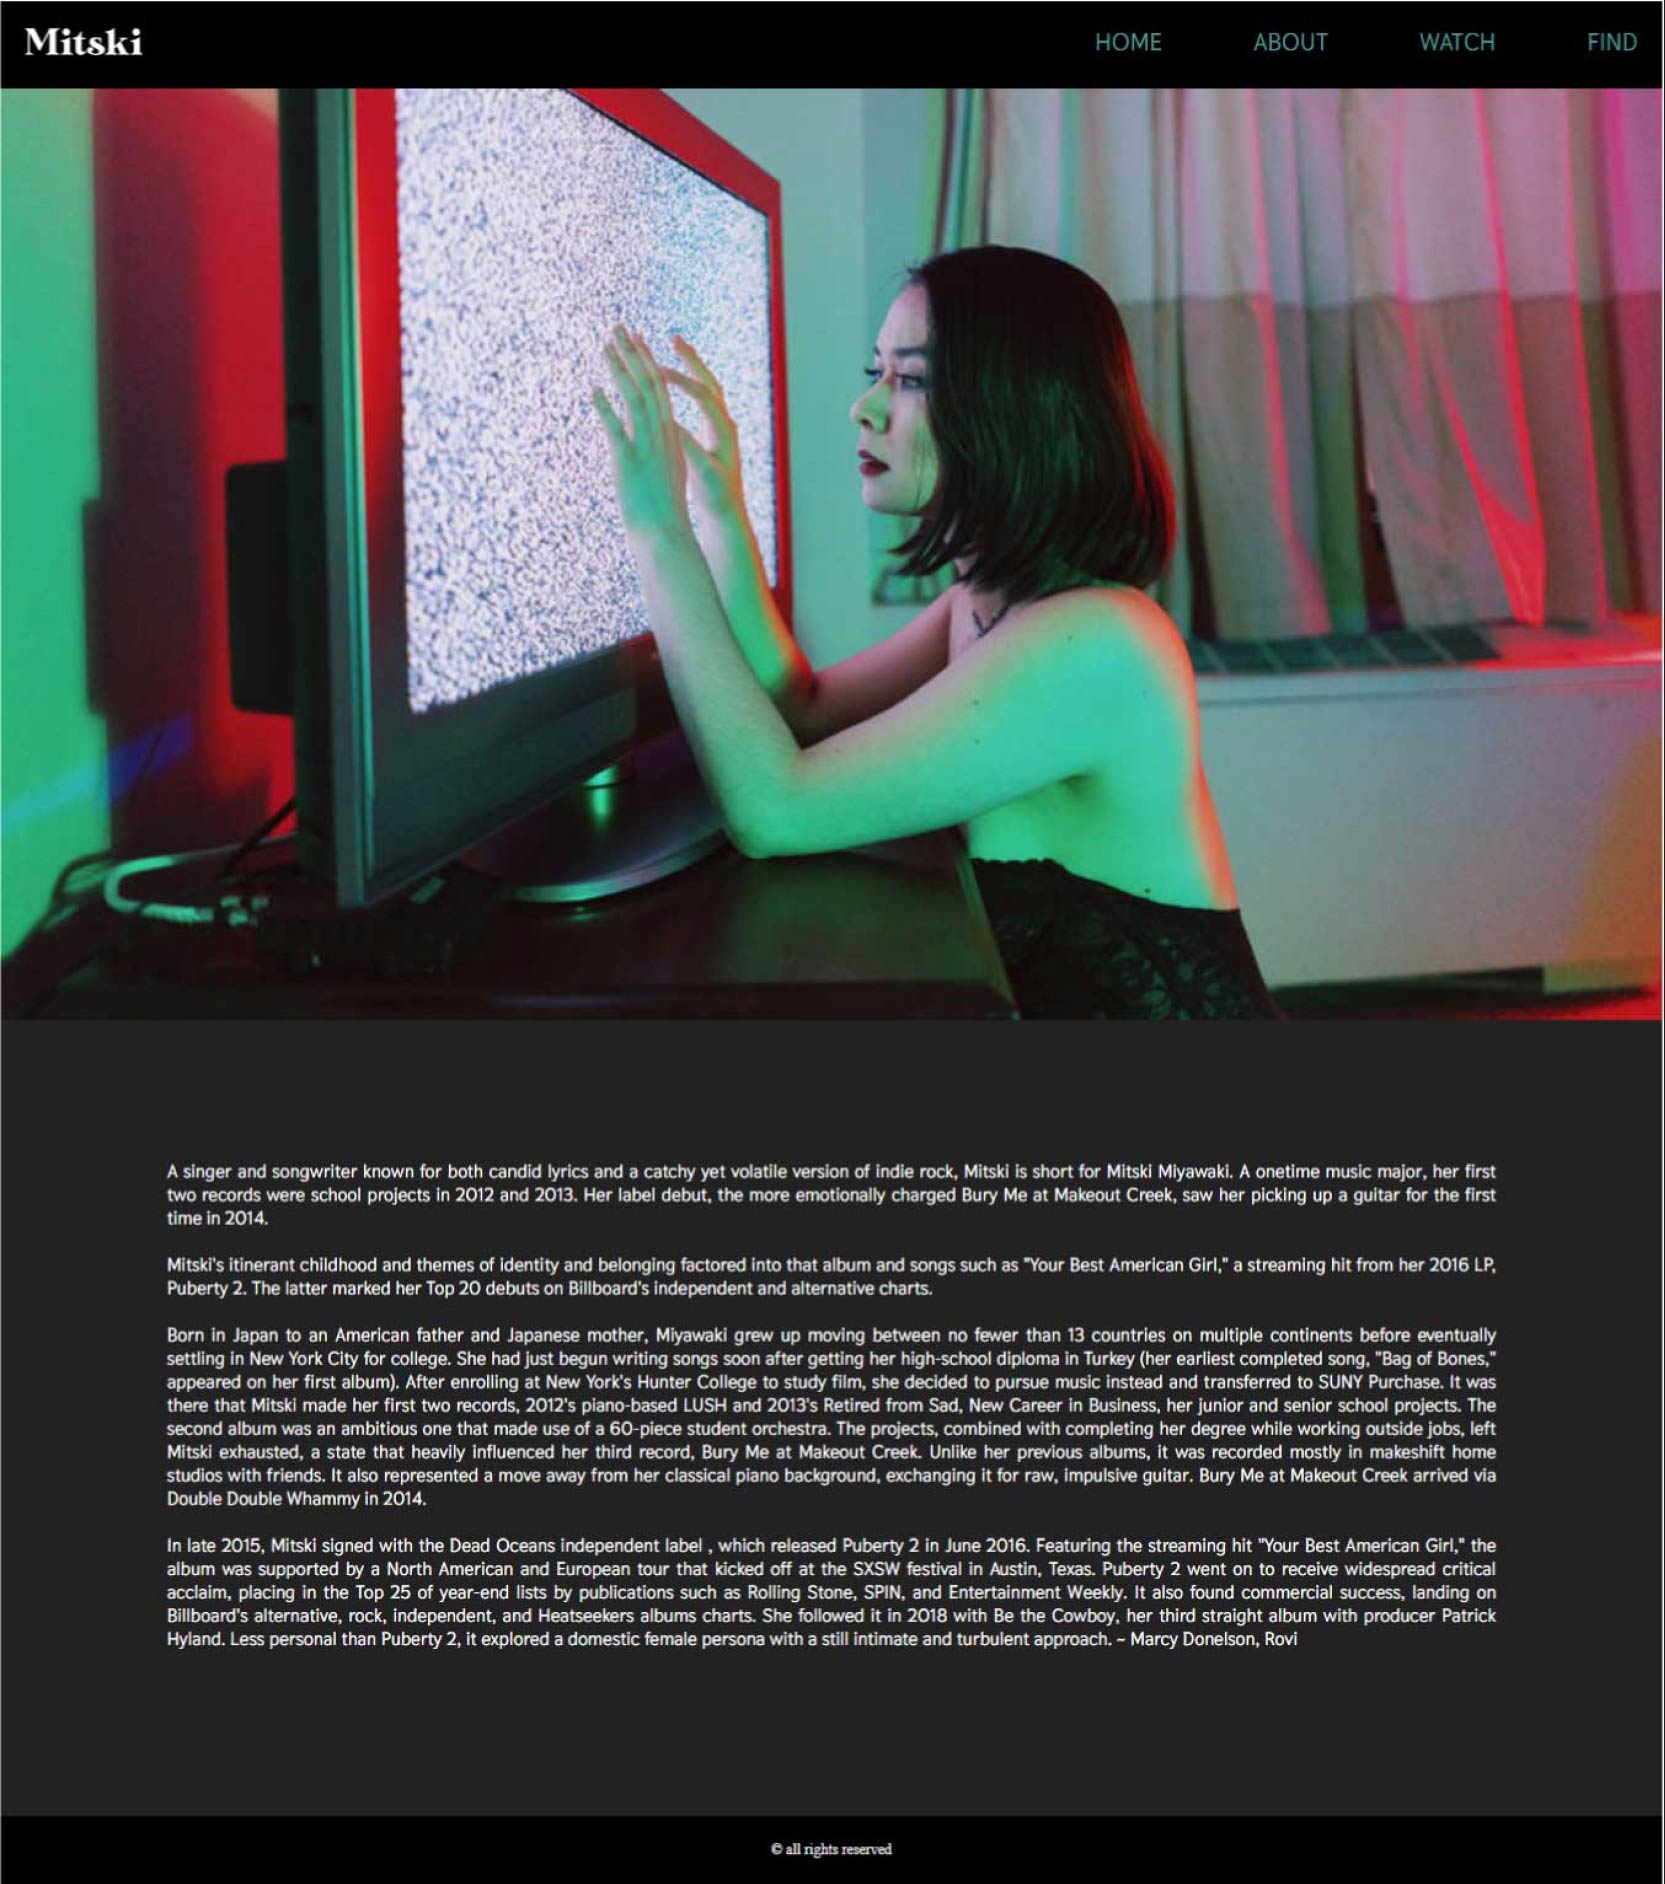 Mitski
HOME ABOUT WATCH FIND
A singer and songwriter known for both candid lyrics and a catchy yet volatile version of indie rock, Mitski is short for Mitski Miyawaki. A onetime music major, her first
two records were school projects in 2012 and 2013. Her label debut, the more emotionally charged Bury Me at Makeout Creek, saw her picking up a guitar for the first
time in 2014.
Mitski's itinerant childhood and themes of identity and belonging factored into that album and songs such as "Your Best American Girl," a streaming hit from her 2016 LP,
Puberty 2. The latter marked her Top 20 debuts on Billboard's independent and alternative charts.
Born in Japan to an American father and Japanese mother, Miyawaki grew up moving between no fewer than 13 countries on multiple continents before eventually
settling in New York City for college. She had just begun writing songs soon after getting her high-school diploma in Turkey (her earliest completed song, "Bag of Bones,"
appeared on her first album). After enrolling at New York's Hunter College to study film, she decided to pursue music instead and transferred to SUNY Purchase. It was
there that Mitski made her first two records, 2012's piano-based LUSH and 2013's Retired from Sad, New Career in Business, her junior and senior school projects. The
second album was an ambitious one that made use of a 60-piece student orchestra. The projects, combined with completing her degree while working outside jobs, left
Mitski exhausted, a state that heavily influenced her third record, Bury Me at Makeout Creek. Unlike her previous albums, it was recorded mostly in makeshift home
studios with friends. It also represented a move away from her classical piano background, exchanging it for raw, impulsive guitar. Bury Me at Makeout Creek arrived via
Double Double Whammy in 2014.
In late 2015, Mitski signed with the Dead Oceans independent label , which released Puberty 2 in June 2016. Featuring the streaming hit "Your Best American Girl," the
album was supported by a North American and European tour that kicked off at the SXSW festival in Austin, Texas. Puberty 2 went on to receive widespread critical
acclaim, placing in the Top 25 of year-end lists by publications such as Rolling Stone, SPIN, and Entertainment Weekly. It also found commercial success, landing on
Billboard's alternative, rock, independent, and Heatseekers albums charts. She followed it in 2018 with Be the Cowboy, her third straight album with producer Patrick
Hyland. Less personal than Puberty 2, it explored a domestic female persona with a still intimate and turbulent approach. ~ Marcy Donelson, Rovi
© all rights reserved